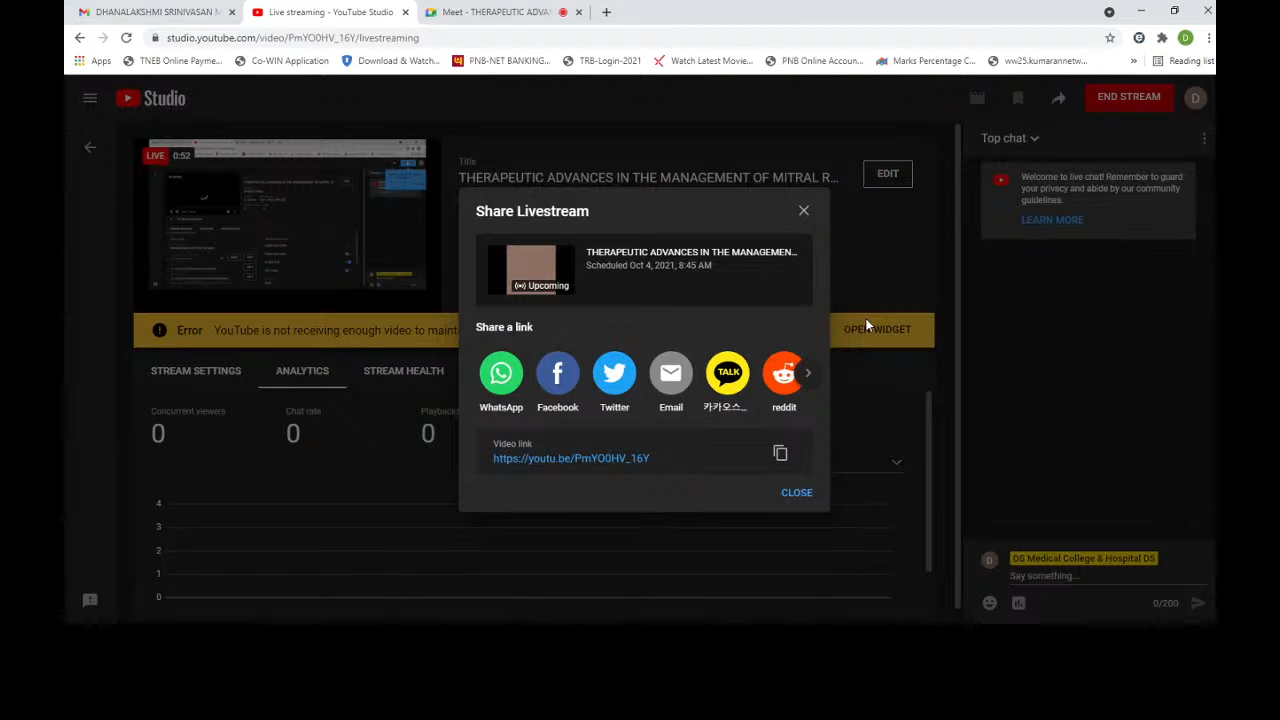 DHANALAKSHMI SRINIVASAN M
Live streaming - YouTube Studio
Meet - THERAPEUTIC ADVA
studio.youtube.com/video/PmYO0HV_16Y/livestreaming
D
Apps
TNEB Online Payme...
Co-WIN Application
Download & Watch...
PNB-NET BANKING...
TRB-Login-2021
Watch Latest Movie...
PNB Online Accoun...
Marks Percentage C...
ww25.kumarannetw...
»
Reading list
Studio
END STREAM
D
LIVE 0:52
Title
THERAPEUTIC ADVANCES IN THE MANAGEMENT OF MITRAL R...
EDIT
Top chat
Welcome to live chat! Remember to guard
your privacy and abide by our community
guidelines.
LEARN MORE
Share Livestream
THERAPEUTIC ADVANCES IN THE MANAGEMEN...
Scheduled Oct 4, 2021, 8:45 AM
Upcoming
Error YouTube is not receiving enough video to maint
Share a link
STREAM SETTINGS
ANALYTICS
STREAM HEALTH
TALK
WhatsApp
Facebook
Twitter
Email
카카오스...
reddit
Concurrent viewers
Chat rate
Playback
0
0
0
Video link
https://youtu.be/PmYO0HV_16Y
CLOSE
4
3
2
1
0
D
DS Medical College & Hospital DS
Say something...
0/200